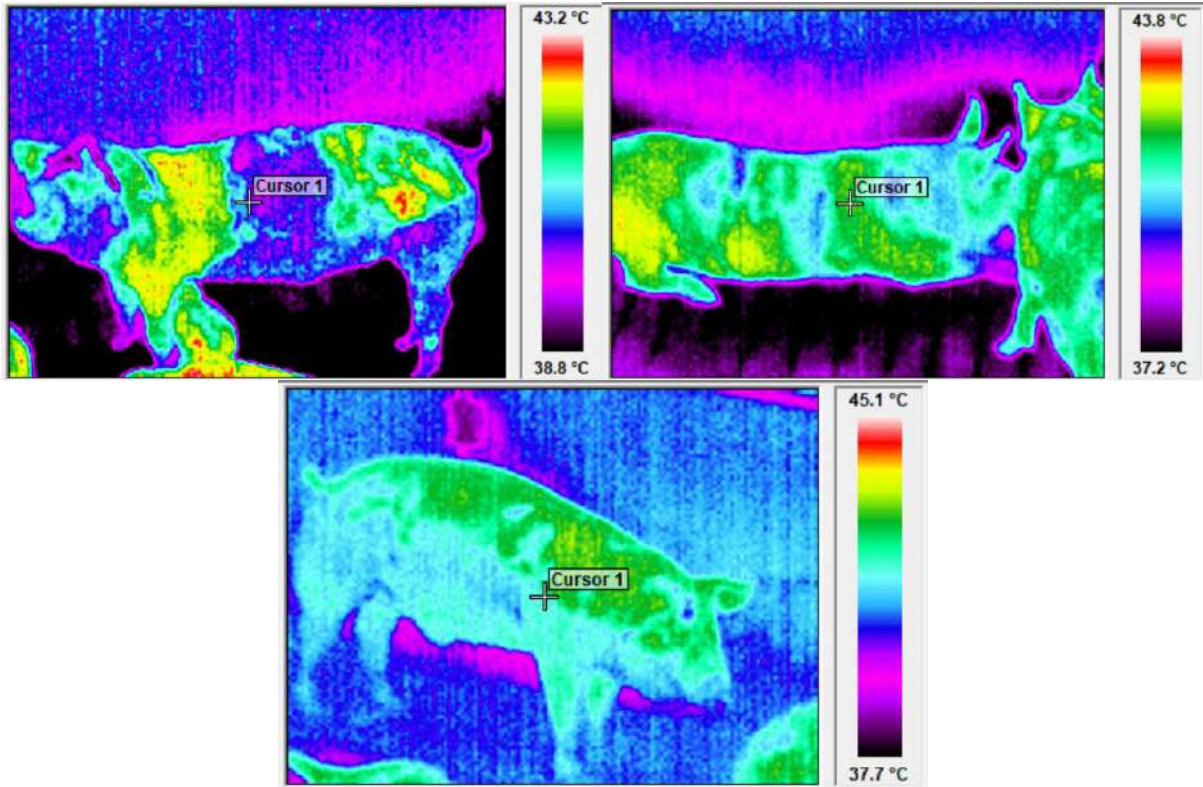 43.2 °C
Cursor 1
38.8 °C
43.8 °C
Cursor 1
37.2 °C
45.1 °C
Cursor 1
37.7 °C